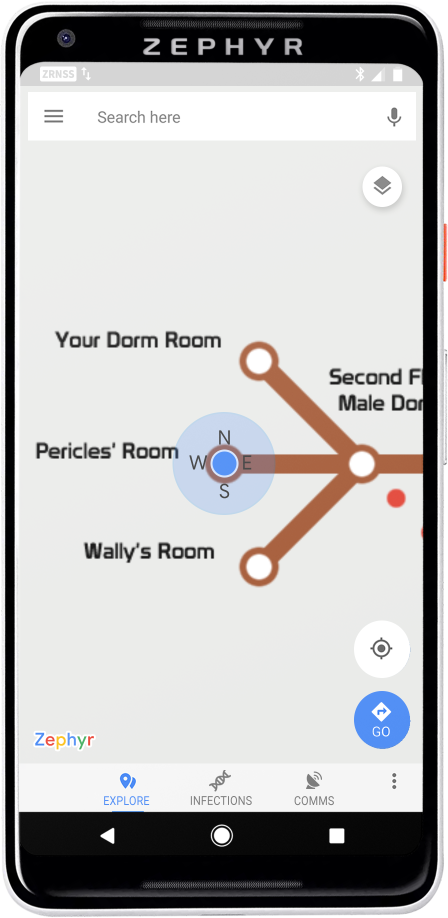 ZEPHYR
ZRNSS
Search here
Your Dorm Room
Second Fl
Male Dor
Pericles' Room
N
W E
S
Wally's Room
GO
Zephyr
EXPLORE INFECTIONS COMMS